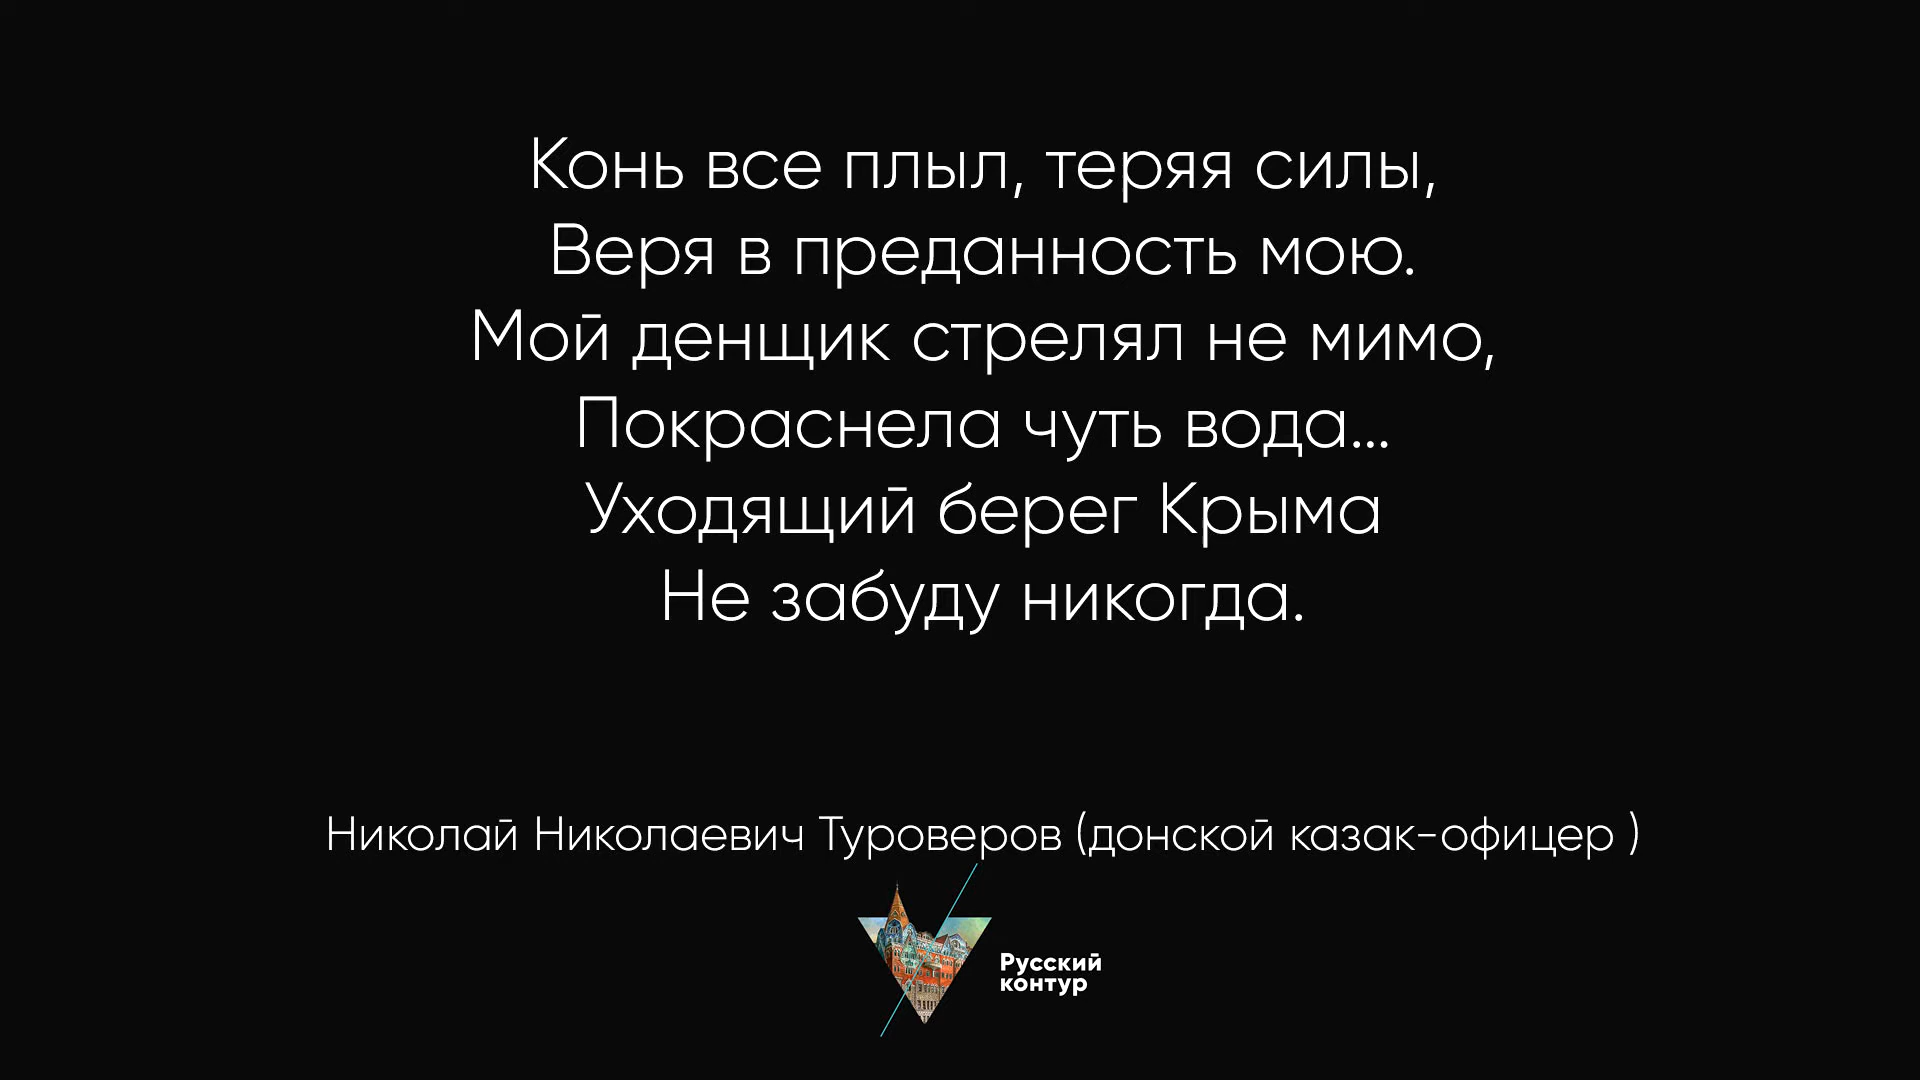 Конь все плыл, теряя силы,
Веря в преданность мою.
Мой денщик стрелял не мимо,
Покраснела чуть вода...
Уходящий берег Крыма
Не забуду никогда.
Николай Николаевич Туроверов (донской казак-офицер )
Русский
контур